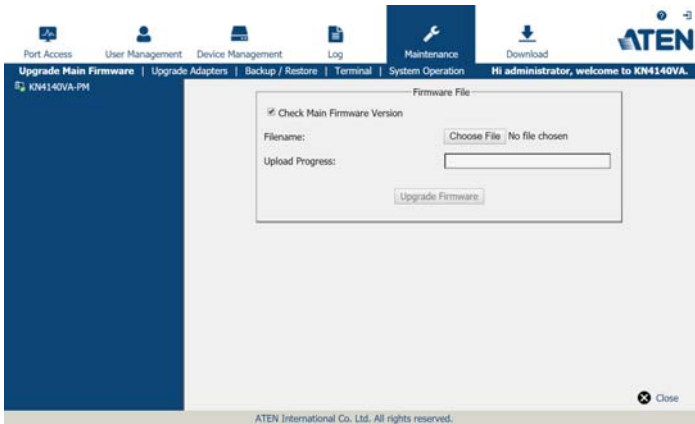 ATEN
Port Access User Management Device Management Log Maintenance Download
Upgrade Main Firmware | Upgrade Adapters | Backup / Restore | Terminal | System Operation Hi administrator, welcome to KN4140VA.
KN4140VA-PM
Firmware File
Check Main Firmware Version
Filename: Choose File No file chosen
Upload Progress:
Upgrade Firmware
Close
ATEN International Co. Ltd. All rights reserved.